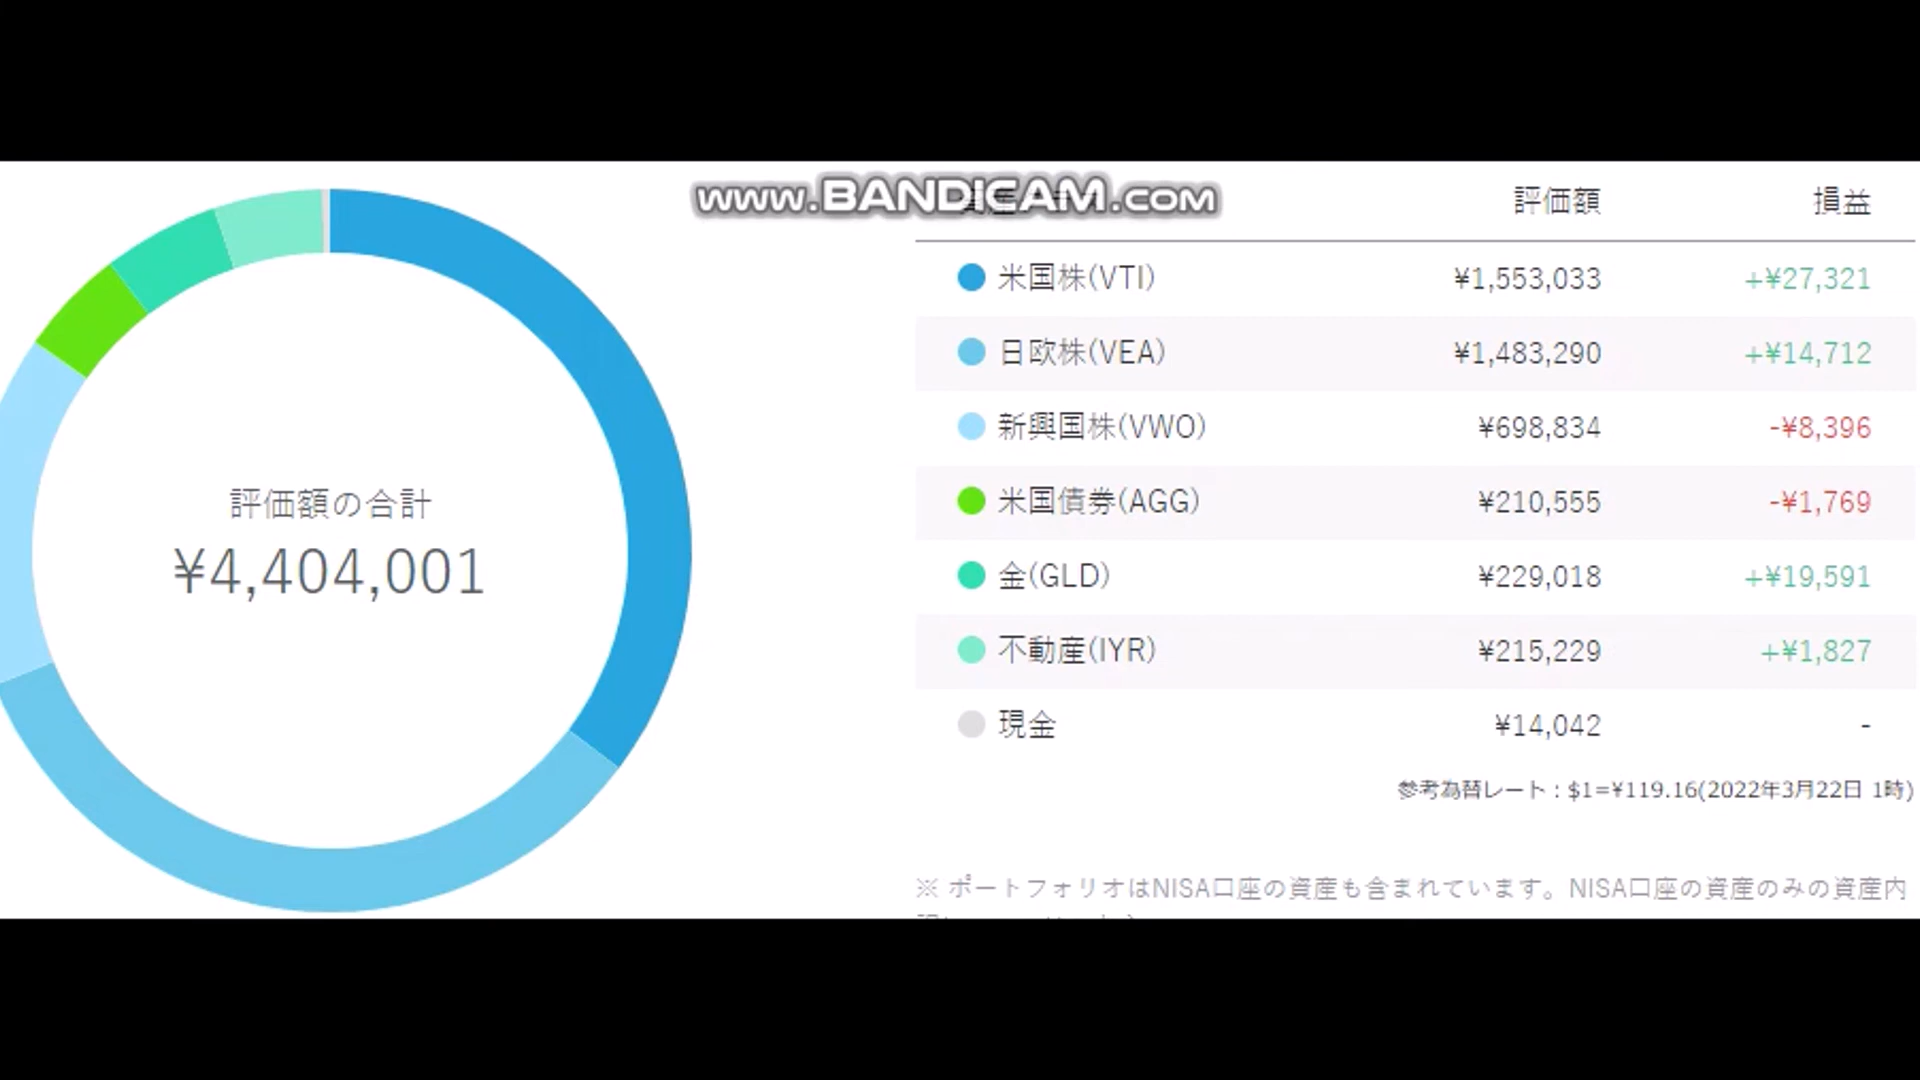 www.BANDICAM.com
評価額 損益
米国株(VTI) ¥1,553,033 +¥27,321
日欧株(VEA) ¥1,483,290 +¥14,712
新興国株(VWO) ¥698,834 -¥8,396
米国債券(AGG) ¥210,555 -¥1,769
金(GLD) ¥229,018 +¥19,591
不動産(IYR) ¥215,229 +¥1,827
現金 ¥14,042 -
参考為替レート : $1=¥119.16(2022年3月22日 1時)
※ ポートフォリオはNISA口座の資産も含まれています。NISA口座の資産のみの資産内
評価額の合計
¥4,404,001